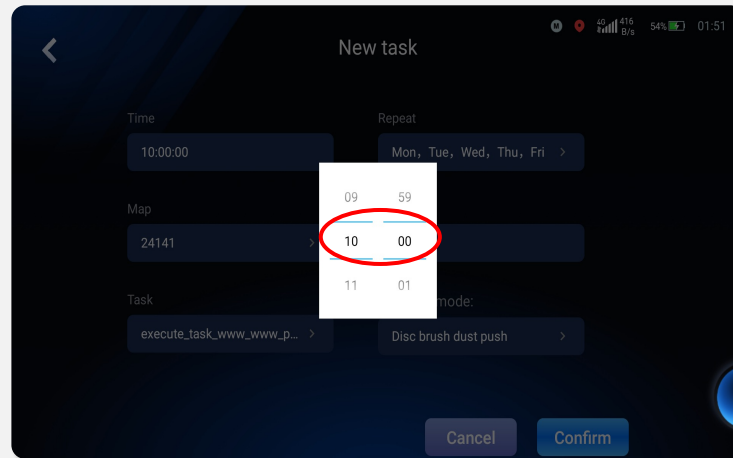 M 4G 416 B/s 54% 01:51
New task
Time
Repeat
10:00:00
Mon, Tue, Wed, Thu, Fri
09 59
Map
24141
10 00
11 01
Task
mode:
execute_task_www_www_p...
Disc brush dust push
Cancel
Confirm